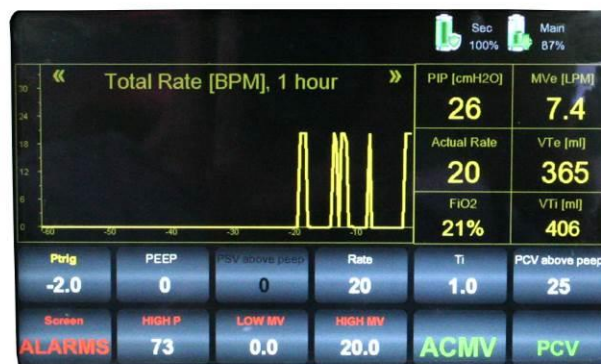 Sec
100%
Main
87%
« Total Rate [BPM], 1 hour »
30
24
18
12
6
0
-60 -50 -40 -30 -20 -10
PIP [cmH2O] MVe [LPM]
26 7.4
Actual Rate VTe [ml]
20 365
FiO2 VTi [ml]
21% 406
Ptrig PEEP PSV above peep Rate Ti PCV above peep
-2.0 0 0 20 1.0 25
Screen HIGH P LOW MV HIGH MV
ALARMS 73 0.0 20.0 ACMV PCV